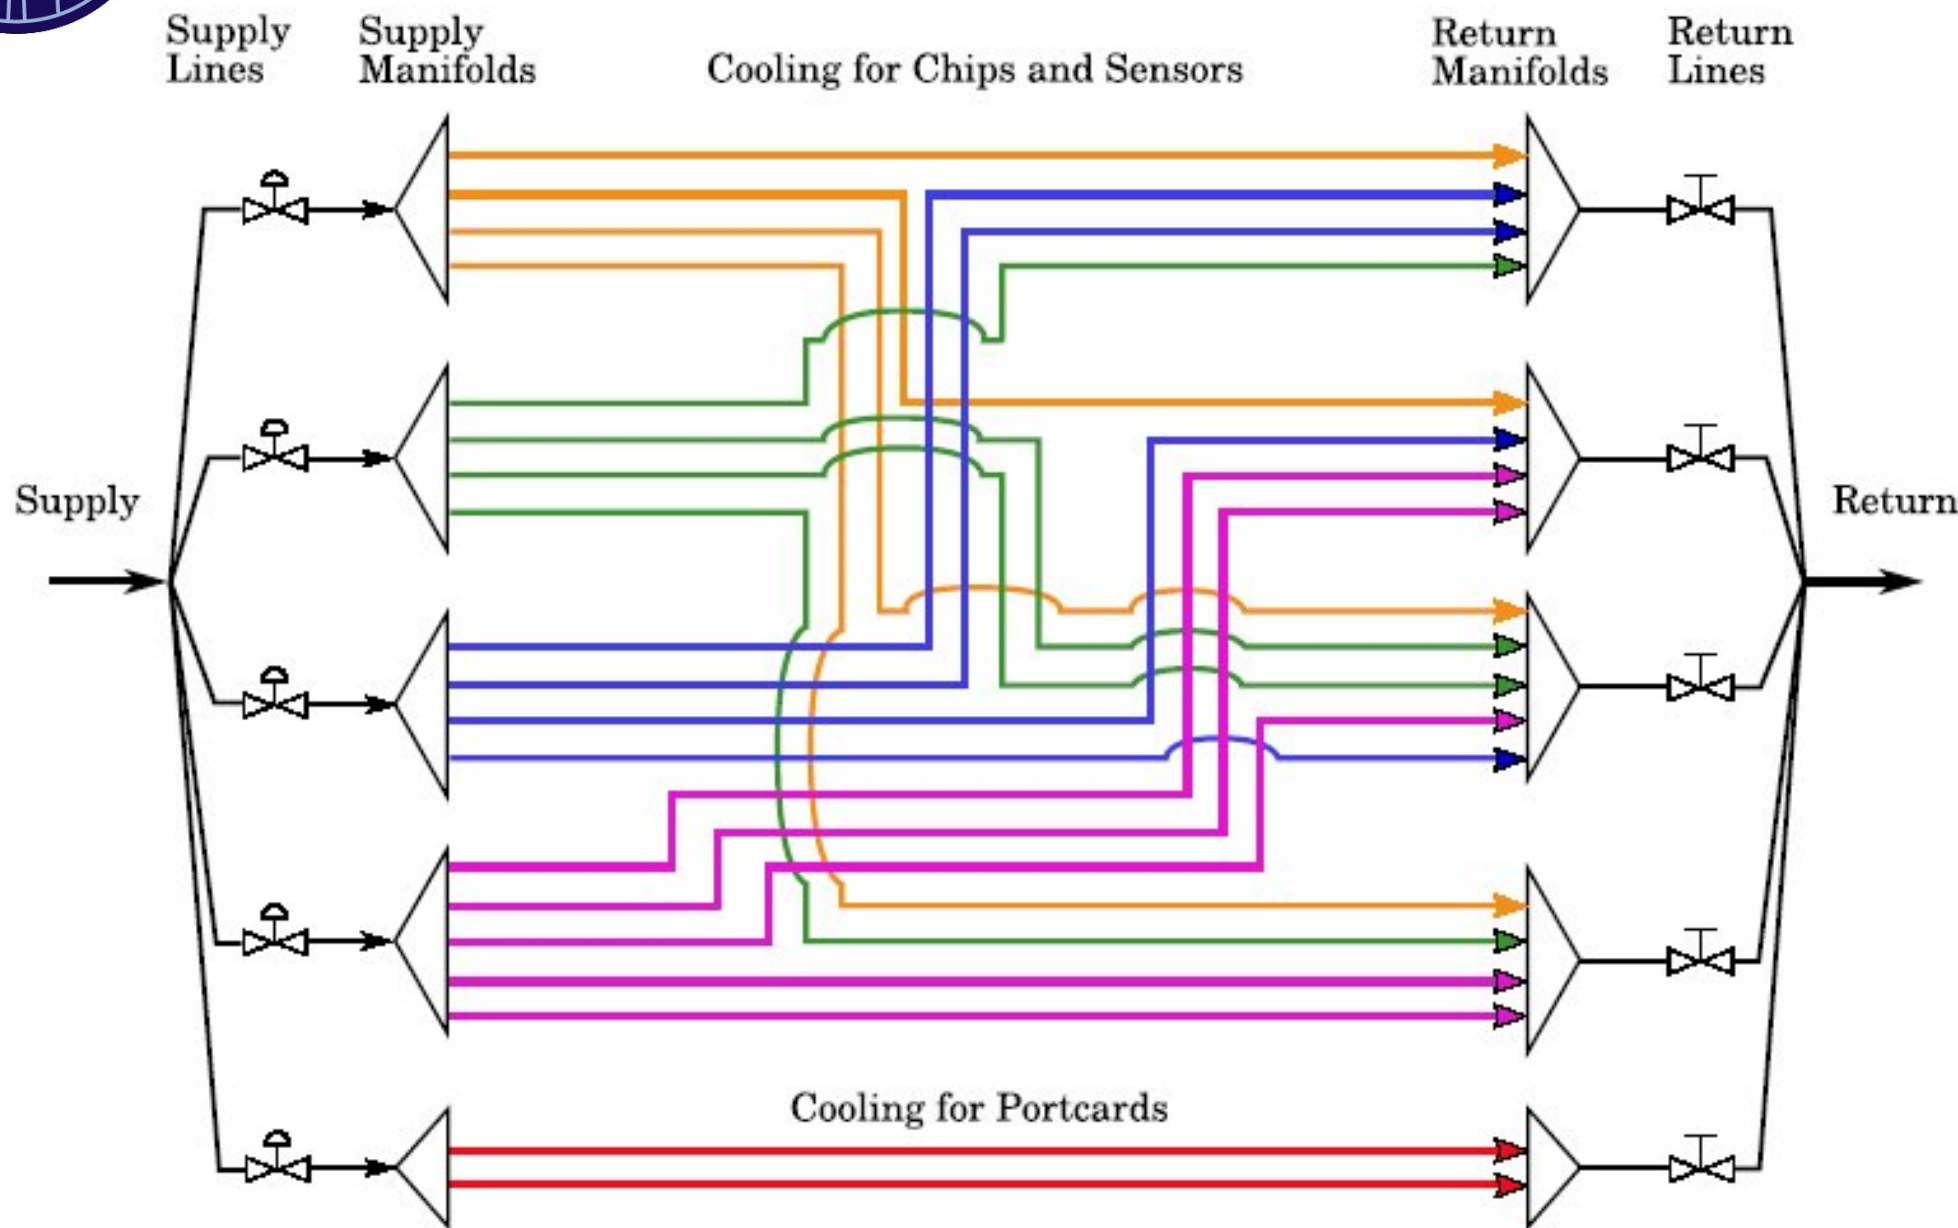 Supply
Lines
Supply
Manifolds
Cooling for Chips and Sensors
Return
Manifolds
Return
Lines
Supply
Return
Cooling for Portcards